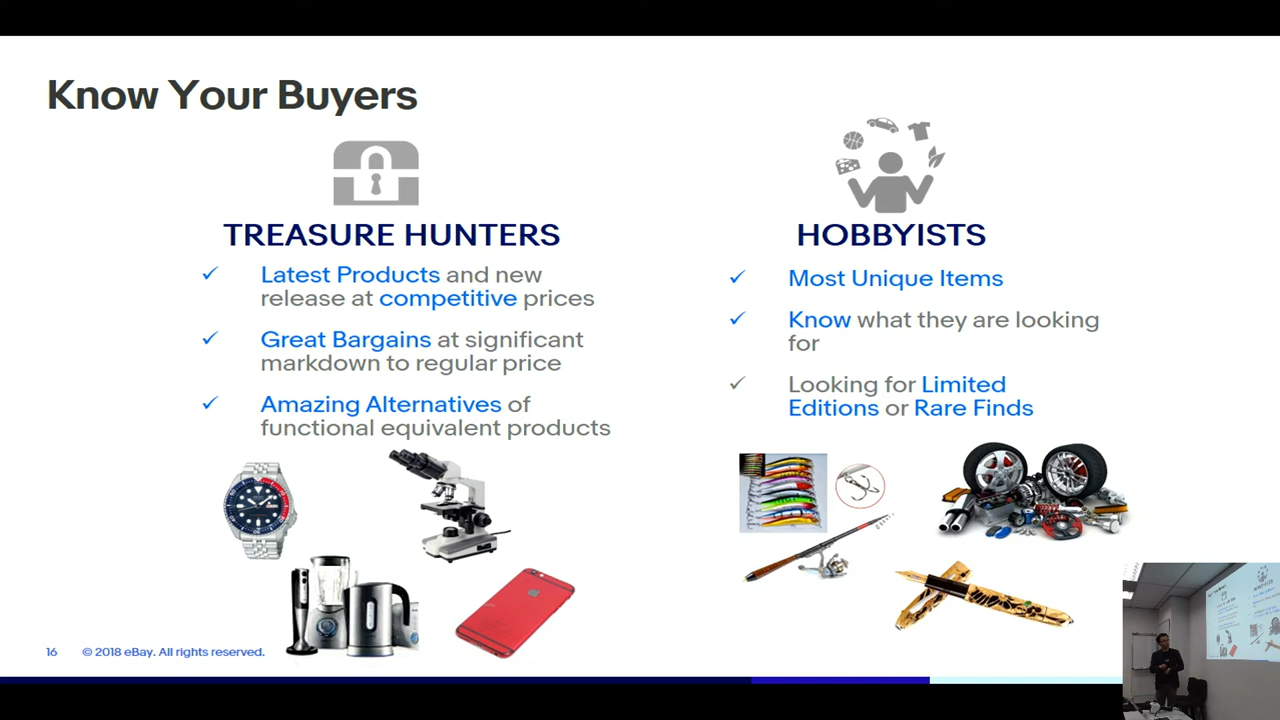 Know Your Buyers
TREASURE HUNTERS
Latest Products and new
release at competitive prices
Great Bargains at significant
markdown to regular price
Amazing Alternatives of
functional equivalent products
HOBBYISTS
Most Unique Items
Know what they are looking
for
Looking for Limited
Editions or Rare Finds
16 © 2018 eBay. All rights reserved.